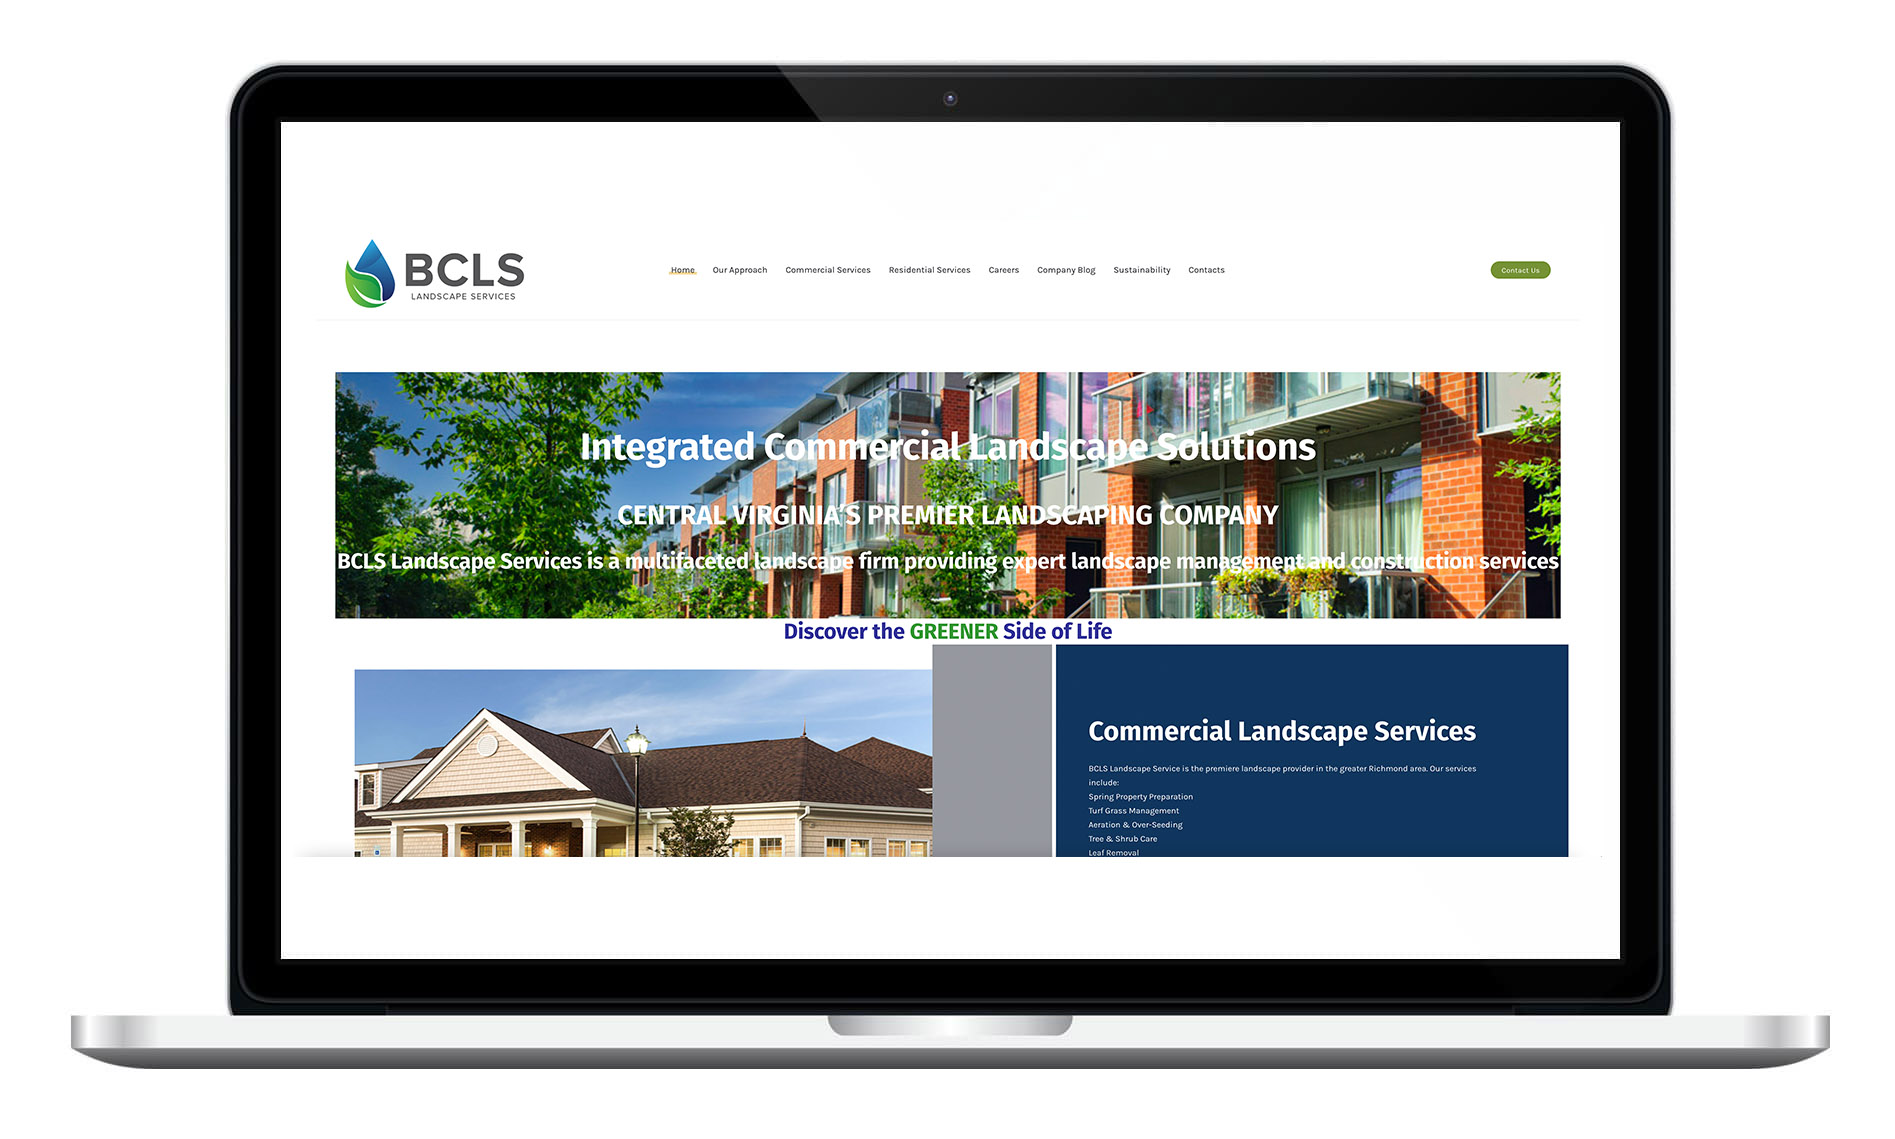 BCLS
LANDSCAPE SERVICES
Home Our Approach Commercial Services Residential Services Careers Company Blog Sustainability Contacts
Contact Us
Integrated Commercial Landscape Solutions
CENTRAL VIRGINIA'S PREMIER LANDSCAPING COMPANY
BCLS Landscape Services is a multifaceted landscape firm providing expert landscape management and construction services
Discover the GREENER Side of Life
Commercial Landscape Services
BCLS Landscape Service is the premiere landscape provider in the greater Richmond area. Our services
include:
Spring Property Preparation
Turf Grass Management
Aeration & Over-Seeding
Tree & Shrub Care
Leaf Removal